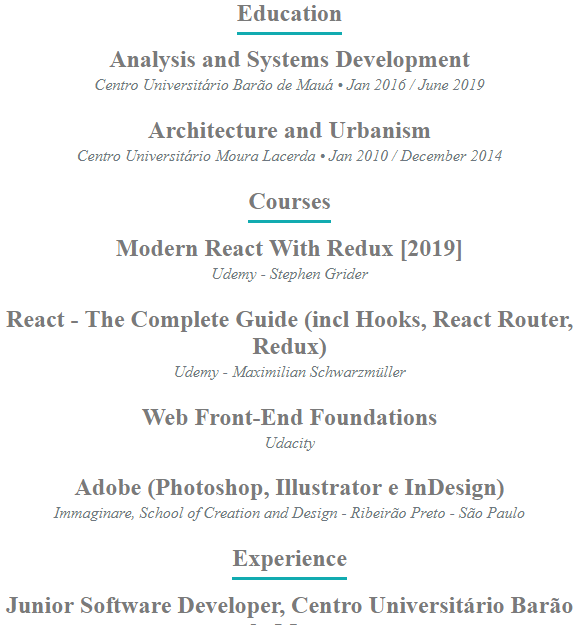 Education
Analysis and Systems Development
Centro Universitário Barão de Mauá • Jan 2016 / June 2019
Architecture and Urbanism
Centro Universitário Moura Lacerda • Jan 2010 / December 2014
Courses
Modern React With Redux [2019]
Udemy - Stephen Grider
React - The Complete Guide (incl Hooks, React Router,
Redux)
Udemy - Maximilian Schwarzmüller
Web Front-End Foundations
Udacity
Adobe (Photoshop, Illustrator e InDesign)
Immaginare, School of Creation and Design - Ribeirão Preto - São Paulo
Experience
Junior Software Developer, Centro Universitário Barão